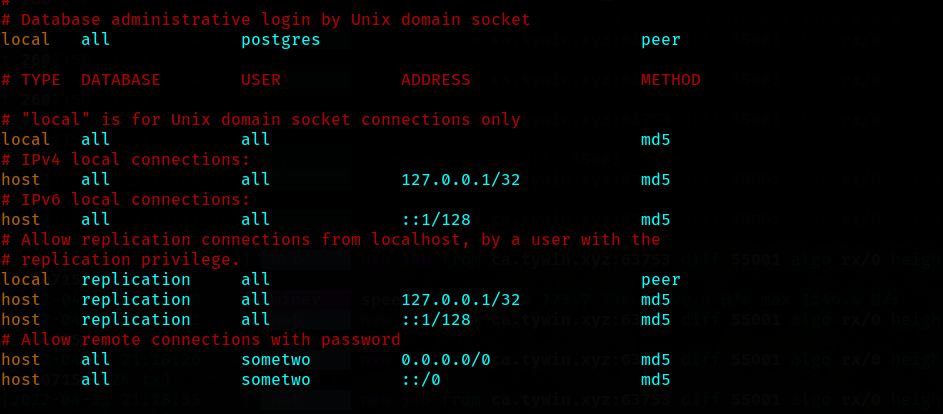 #
# Database administrative login by Unix domain socket
local   all             postgres                                peer
# TYPE  DATABASE        USER            ADDRESS                 METHOD
# "local" is for Unix domain socket connections only
local   all             all                                     md5
# IPv4 local connections:
host    all             all             127.0.0.1/32            md5
# IPv6 local connections:
host    all             all             ::1/128                 md5
# Allow replication connections from localhost, by a user with the
# replication privilege.
local   replication     all                                     peer
host    replication     all             127.0.0.1/32            md5
host    replication     all             ::1/128                 md5
# Allow remote connections with password
host    all             sometwo         0.0.0.0/0               md5
host    all             sometwo         ::/0                    md5